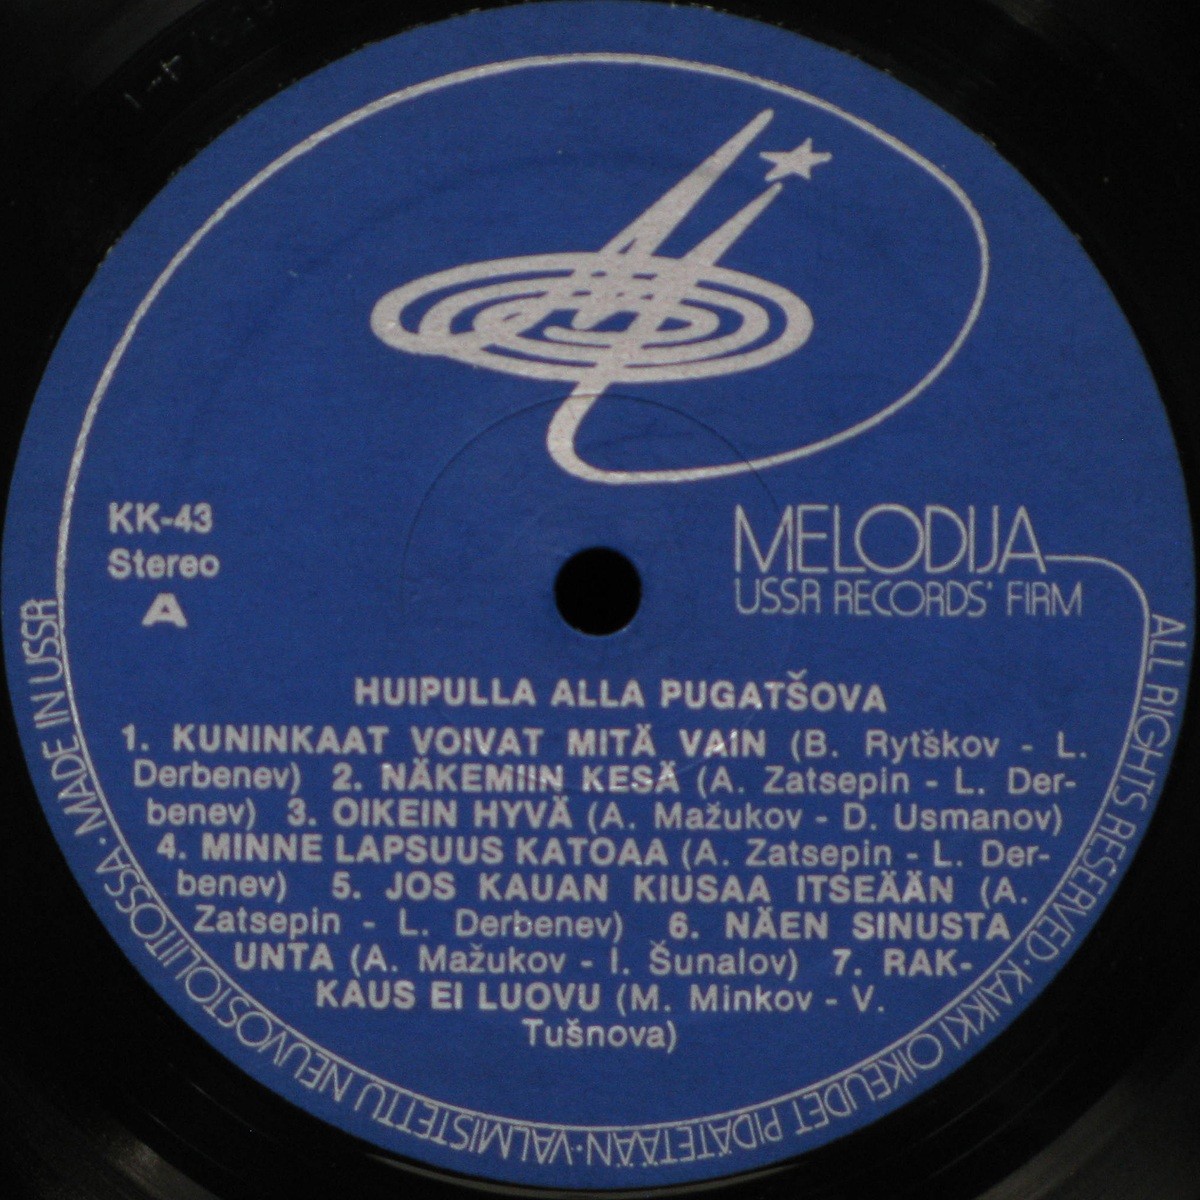 KK-43
Stereo
A
MELODIJA
USSR RECORDS' FIRM
HUIPULLA ALLA PUGATŠOVA
1. KUNINKAAT VOIVAT MITÄ VAIN (B. Rytškov - L.
Derbenev) 2. NÄKEMIIN KESÄ (A. Zatsepin - L. Der-
benev) 3. OIKEIN HYVÄ (A. Mažukov - D. Usmanov)
4. MINNE LAPSUUS KATOAA (A. Zatsepin - L. Der-
benev) 5. JOS KAUAN KIUSAA ITSEÄÄN (A.
Zatsepin - L. Derbenev) 6. NÄEN SINUSTA
UNTA (A. Mažukov - I. Šunalov) 7. RAK-
KAUS EI LUOVU (M. Minkov - V.
Tušnova)
ALL RIGHTS RESERVED·KAIKKI OIKEUDET PIDÄTETÄÄN·VALMISTETTU NEUVOSTOLIITOSSA·MADE IN USSR